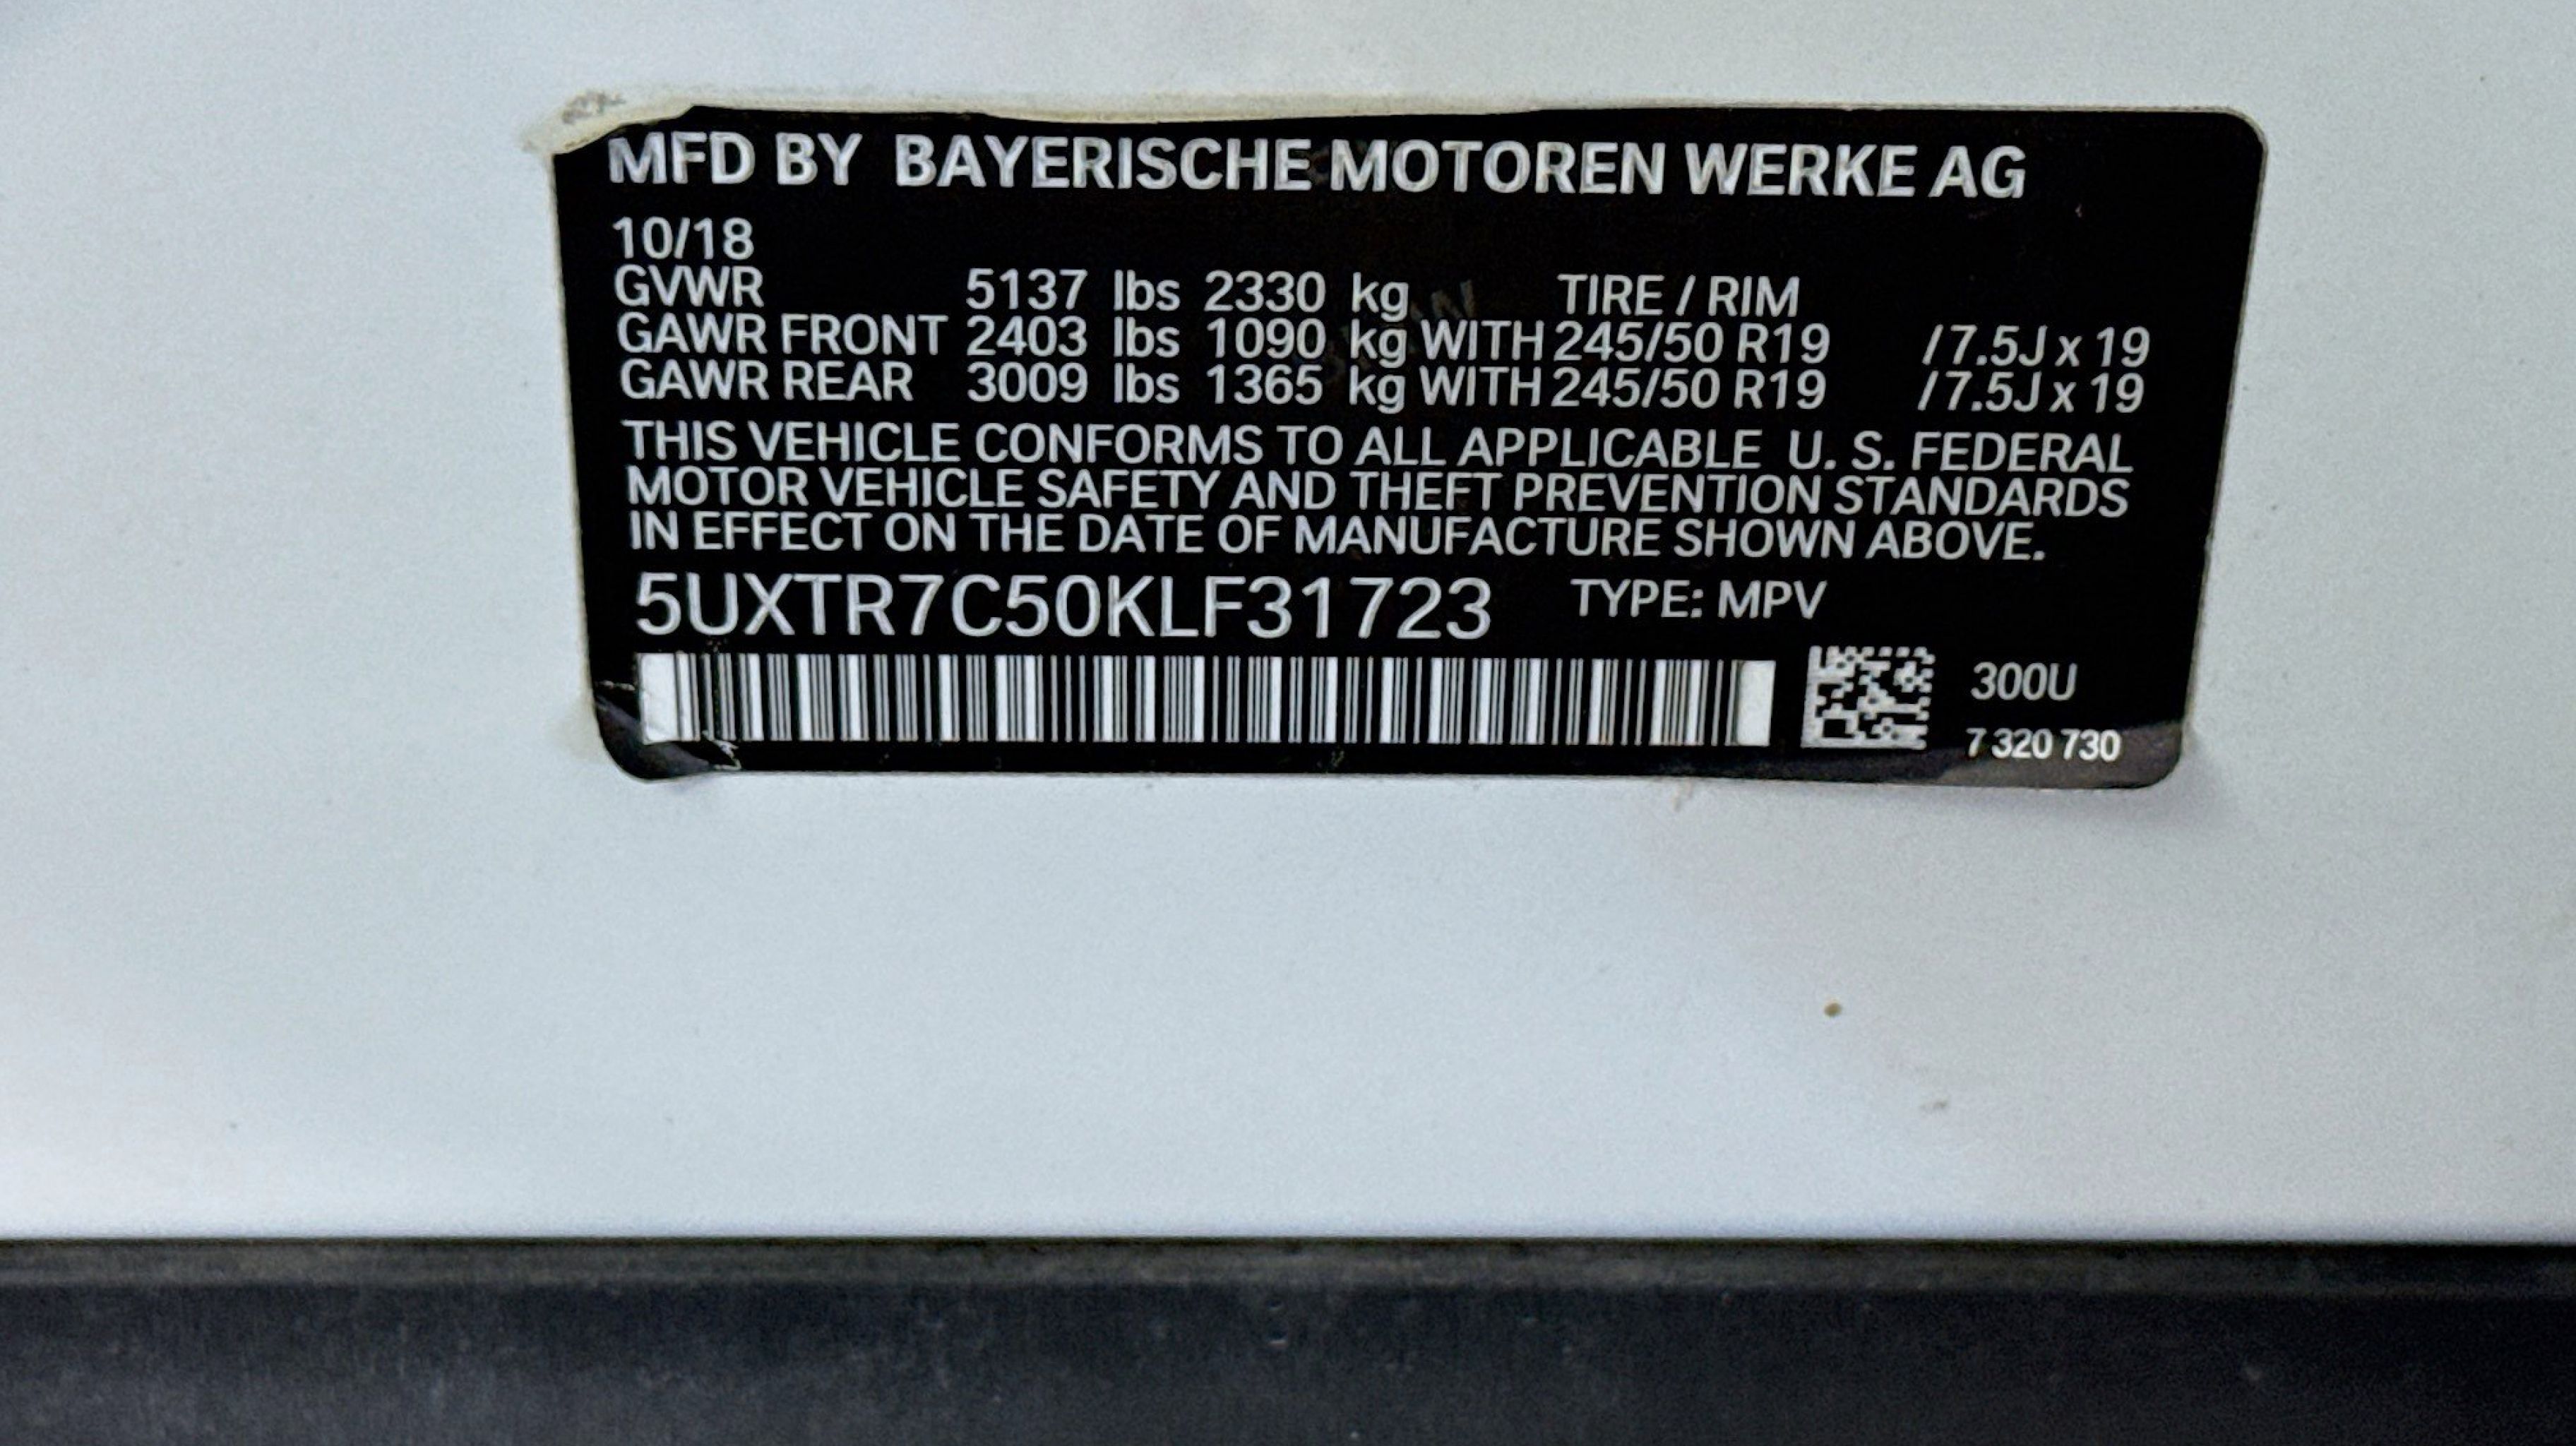 MFD BY BAYERISCHE MOTOREN WERKE AG
10/18
GVWR 5137 lbs 2330 kg TIRE / RIM
GAWR FRONT 2403 lbs 1090 kg WITH 245/50 R19 / 7.5J x 19
GAWR REAR 3009 lbs 1365 kg WITH 245/50 R19 / 7.5J x 19
THIS VEHICLE CONFORMS TO ALL APPLICABLE U. S. FEDERAL
MOTOR VEHICLE SAFETY AND THEFT PREVENTION STANDARDS
IN EFFECT ON THE DATE OF MANUFACTURE SHOWN ABOVE.
5UXTR7C50KLF31723 TYPE: MPV
300U
7 320 730